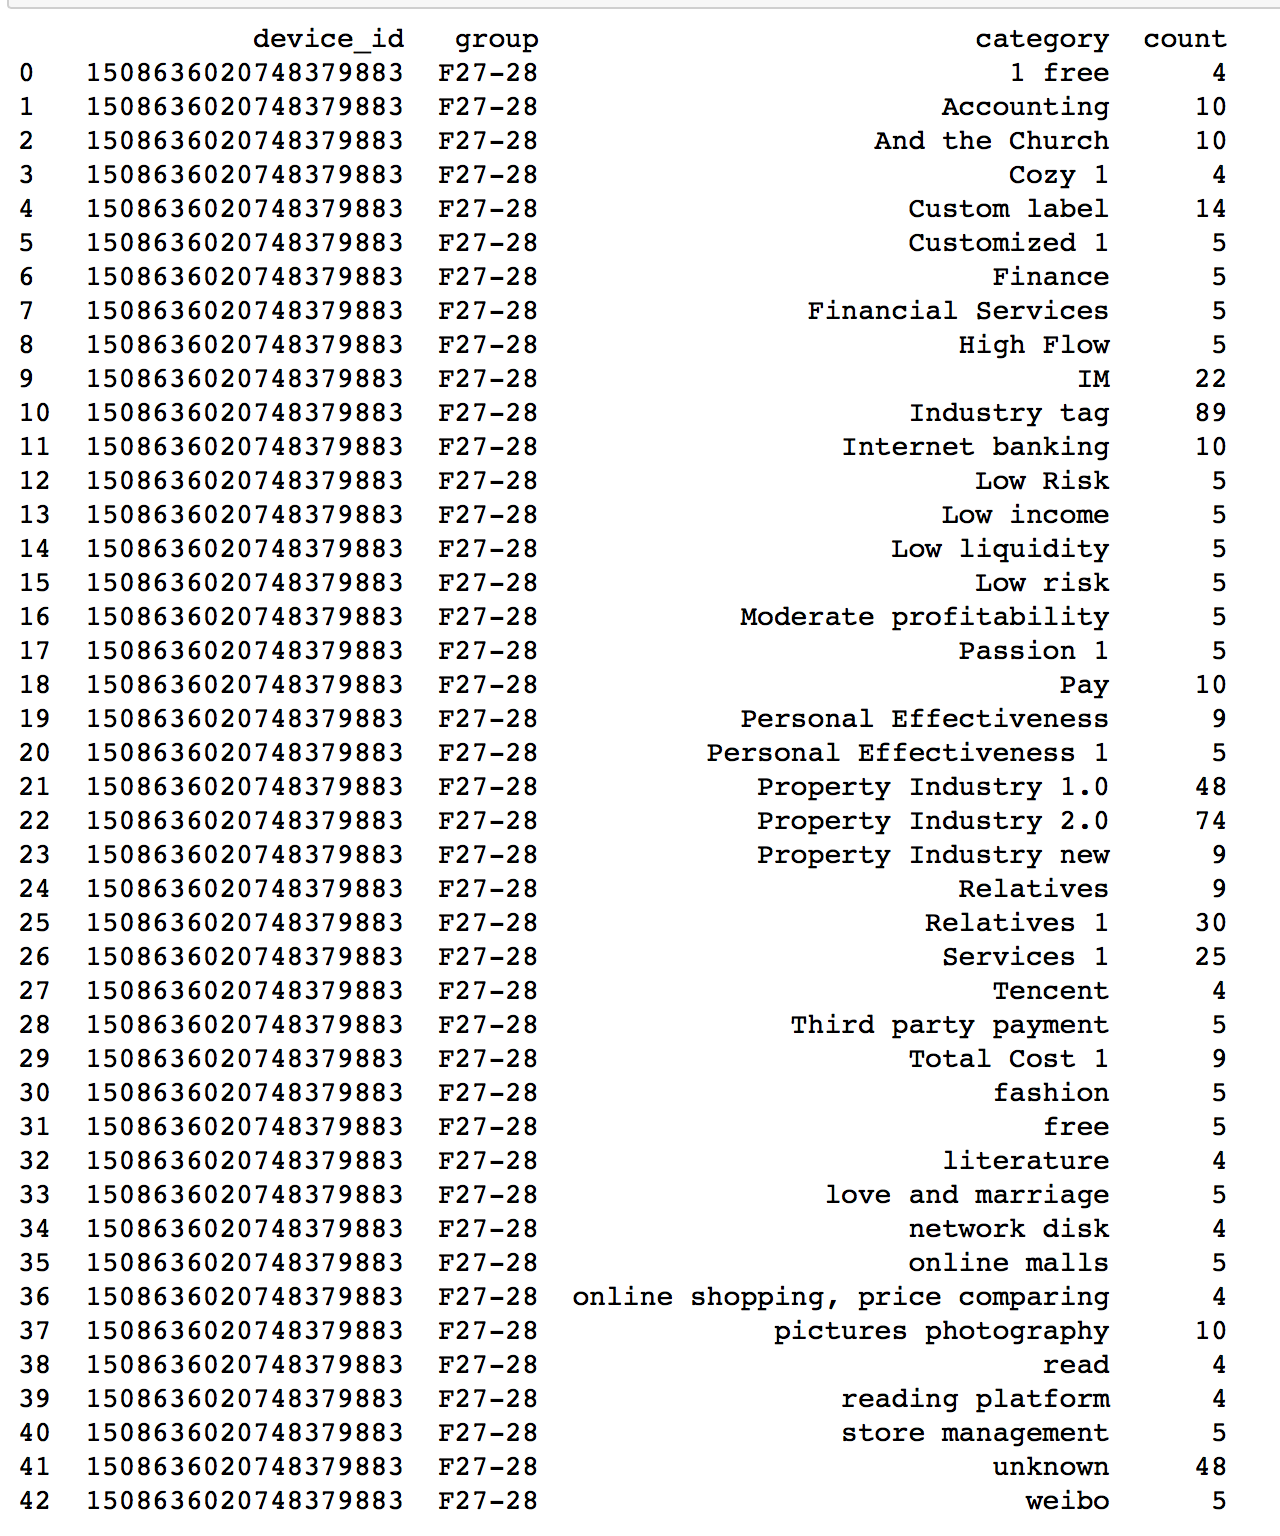 device_id group category count
0 1508636020748379883 F27-28 1 free 4
1 1508636020748379883 F27-28 Accounting 10
2 1508636020748379883 F27-28 And the Church 10
3 1508636020748379883 F27-28 Cozy 1 4
4 1508636020748379883 F27-28 Custom label 14
5 1508636020748379883 F27-28 Customized 1 5
6 1508636020748379883 F27-28 Finance 5
7 1508636020748379883 F27-28 Financial Services 5
8 1508636020748379883 F27-28 High Flow 5
9 1508636020748379883 F27-28 IM 22
10 1508636020748379883 F27-28 Industry tag 89
11 1508636020748379883 F27-28 Internet banking 10
12 1508636020748379883 F27-28 Low Risk 5
13 1508636020748379883 F27-28 Low income 5
14 1508636020748379883 F27-28 Low liquidity 5
15 1508636020748379883 F27-28 Low risk 5
16 1508636020748379883 F27-28 Moderate profitability 5
17 1508636020748379883 F27-28 Passion 1 5
18 1508636020748379883 F27-28 Pay 10
19 1508636020748379883 F27-28 Personal Effectiveness 9
20 1508636020748379883 F27-28 Personal Effectiveness 1 5
21 1508636020748379883 F27-28 Property Industry 1.0 48
22 1508636020748379883 F27-28 Property Industry 2.0 74
23 1508636020748379883 F27-28 Property Industry new 9
24 1508636020748379883 F27-28 Relatives 9
25 1508636020748379883 F27-28 Relatives 1 30
26 1508636020748379883 F27-28 Services 1 25
27 1508636020748379883 F27-28 Tencent 4
28 1508636020748379883 F27-28 Third party payment 5
29 1508636020748379883 F27-28 Total Cost 1 9
30 1508636020748379883 F27-28 fashion 5
31 1508636020748379883 F27-28 free 5
32 1508636020748379883 F27-28 literature 4
33 1508636020748379883 F27-28 love and marriage 5
34 1508636020748379883 F27-28 network disk 4
35 1508636020748379883 F27-28 online malls 5
36 1508636020748379883 F27-28 online shopping, price comparing 4
37 1508636020748379883 F27-28 pictures photography 10
38 1508636020748379883 F27-28 read 4
39 1508636020748379883 F27-28 reading platform 4
40 1508636020748379883 F27-28 store management 5
41 1508636020748379883 F27-28 unknown 48
42 1508636020748379883 F27-28 weibo 5